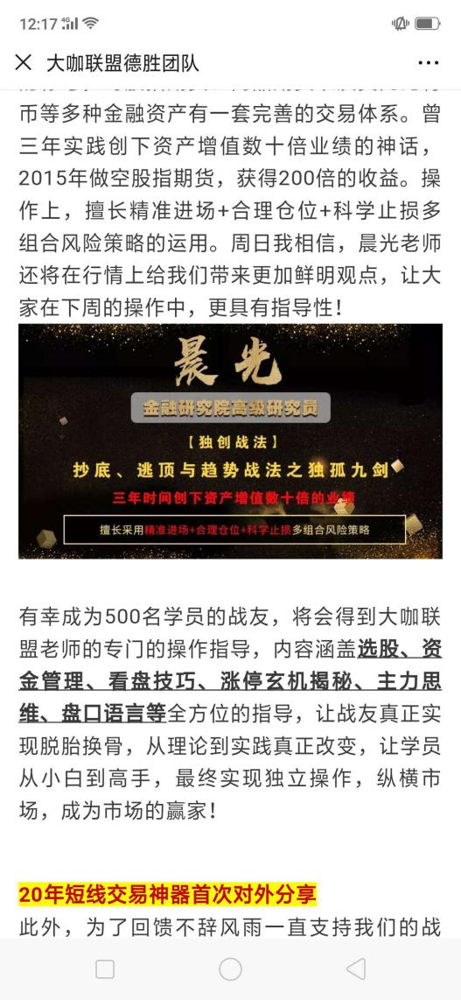 12:17 4G
大咖联盟德胜团队
币等多种金融资产有一套完善的交易体系。曾
三年实践创下资产增值数十倍业绩的神话，
2015年做空股指期货，获得200倍的收益。操
作上，擅长精准进场+合理仓位+科学止损多
组合风险策略的运用。周日我相信，晨光老师
还将在行情上给我们带来更加鲜明观点，让大
家在下周的操作中，更具有指导性！
晨光
金融研究院高级研究员
【独创战法】
抄底、逃顶与趋势战法之独孤九剑
三年时间创下资产增值数十倍的业绩
擅长采用精准进场+合理仓位+科学止损多组合风险策略
有幸成为500名学员的战友，将会得到大咖联
盟老师的专门的操作指导，内容涵盖选股、资
金管理、看盘技巧、涨停玄机揭秘、主力思
维、盘口语言等全方位的指导，让战友真正实
现脱胎换骨，从理论到实践真正改变，让学员
从小白到高手，最终实现独立操作，纵横市
场，成为市场的赢家！
20年短线交易神器首次对外分享
此外，为了回馈不辞风雨一直支持我们的战